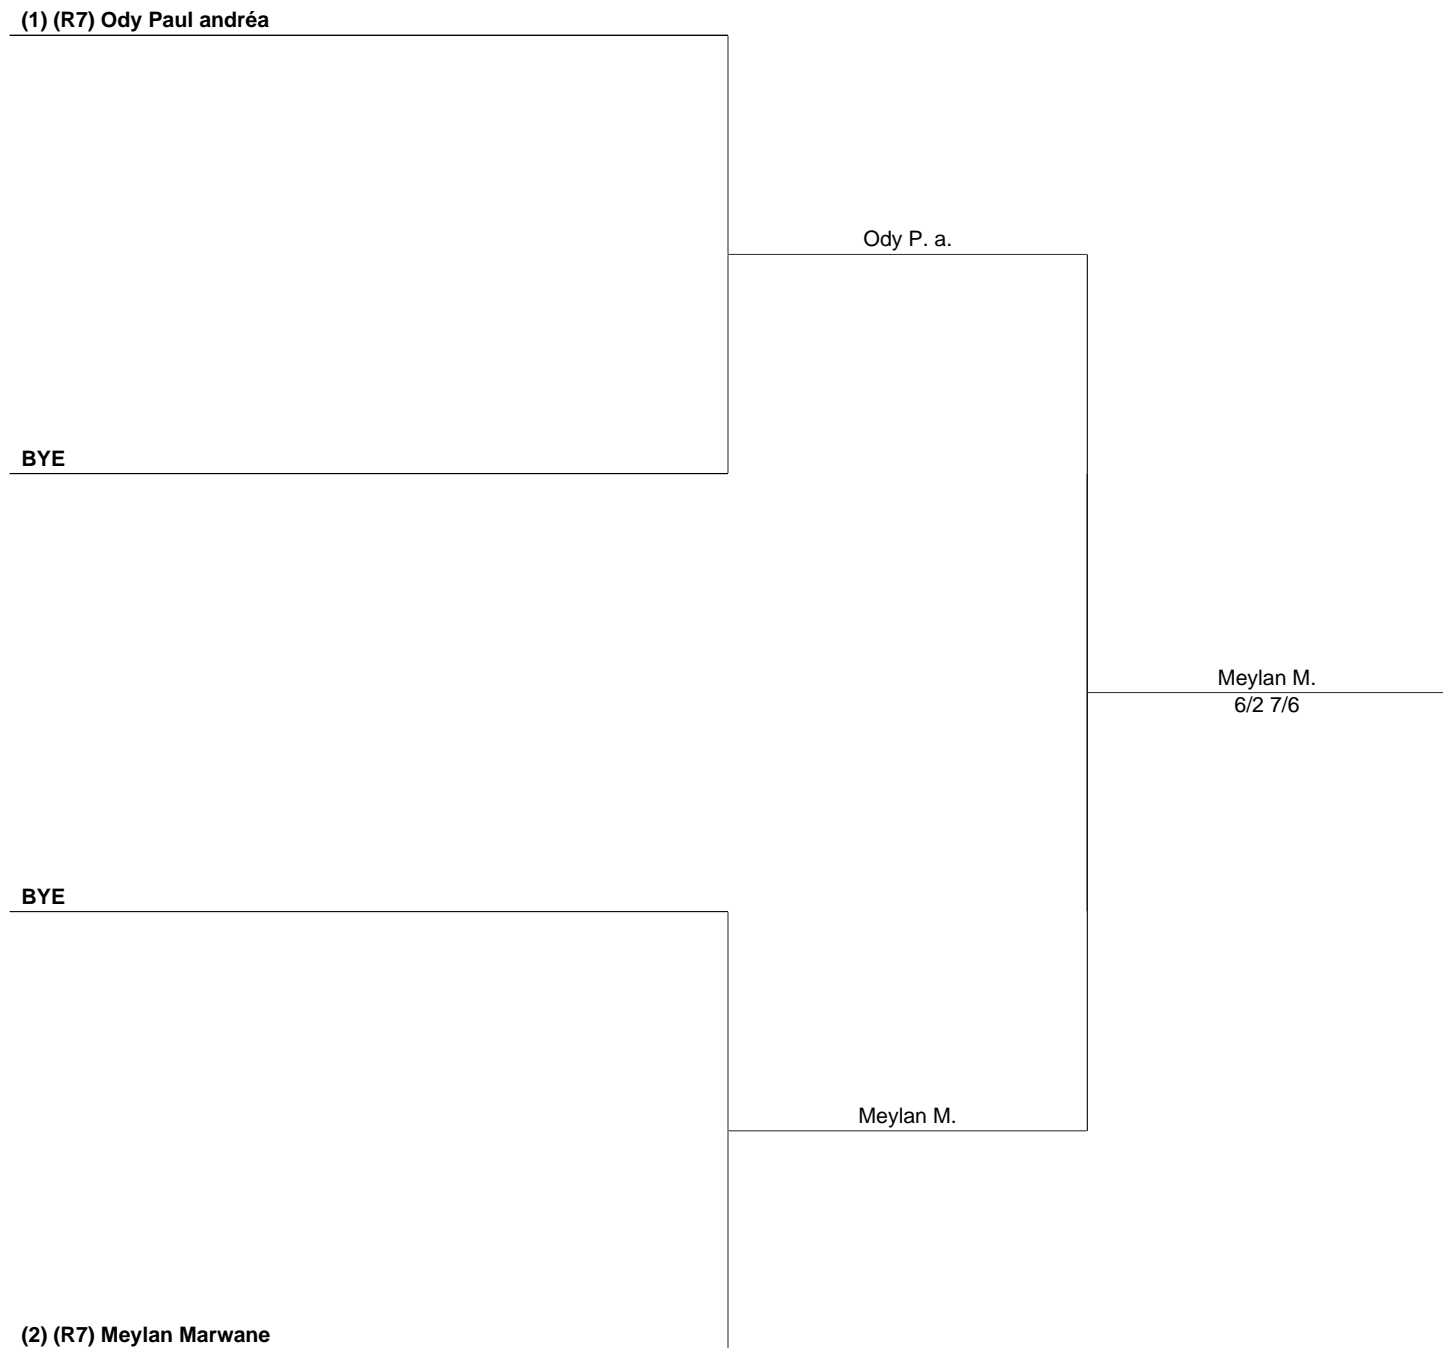 (1) (R7) Ody Paul andréa
Ody P. a.
BYE
Meylan M.
6/2 7/6
BYE
Meylan M.
(2) (R7) Meylan Marwane